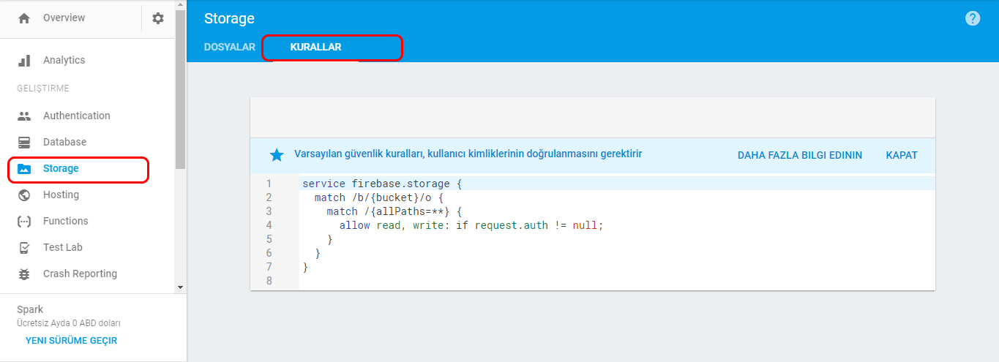 Overview
Analytics
GELIŞTIRME
Authentication
Database
Storage
Hosting
Functions
Test Lab
Crash Reporting
Spark
Ücretsiz Ayda 0 ABD doları
YENI SÜRÜME GEÇIR
Storage
?
DOSYALAR KURALLAR
Varsayılan güvenlik kuralları, kullanıcı kimliklerinin doğrulanmasını gerektirir DAHA FAZLA BILGI EDININ KAPAT
1 service firebase.storage {
2 match /b/{bucket}/o {
3 match /{allPaths=**} {
4 allow read, write: if request.auth != null;
5 }
6 }
7 }
8